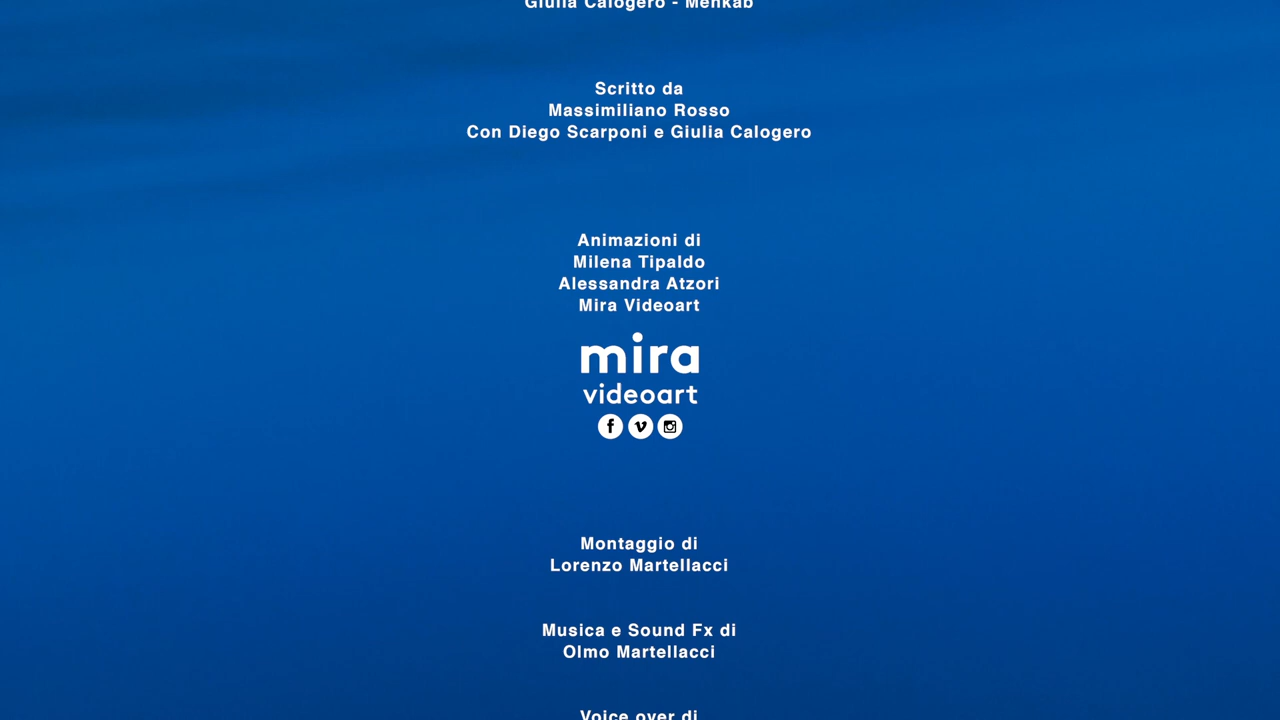 Giulia Calogero - Menkab
Scritto da
Massimiliano Rosso
Con Diego Scarponi e Giulia Calogero
Animazioni di
Milena Tipaldo
Alessandra Atzori
Mira Videoart
mira
videoart
Montaggio di
Lorenzo Martellacci
Musica e Sound Fx di
Olmo Martellacci
Voice over di